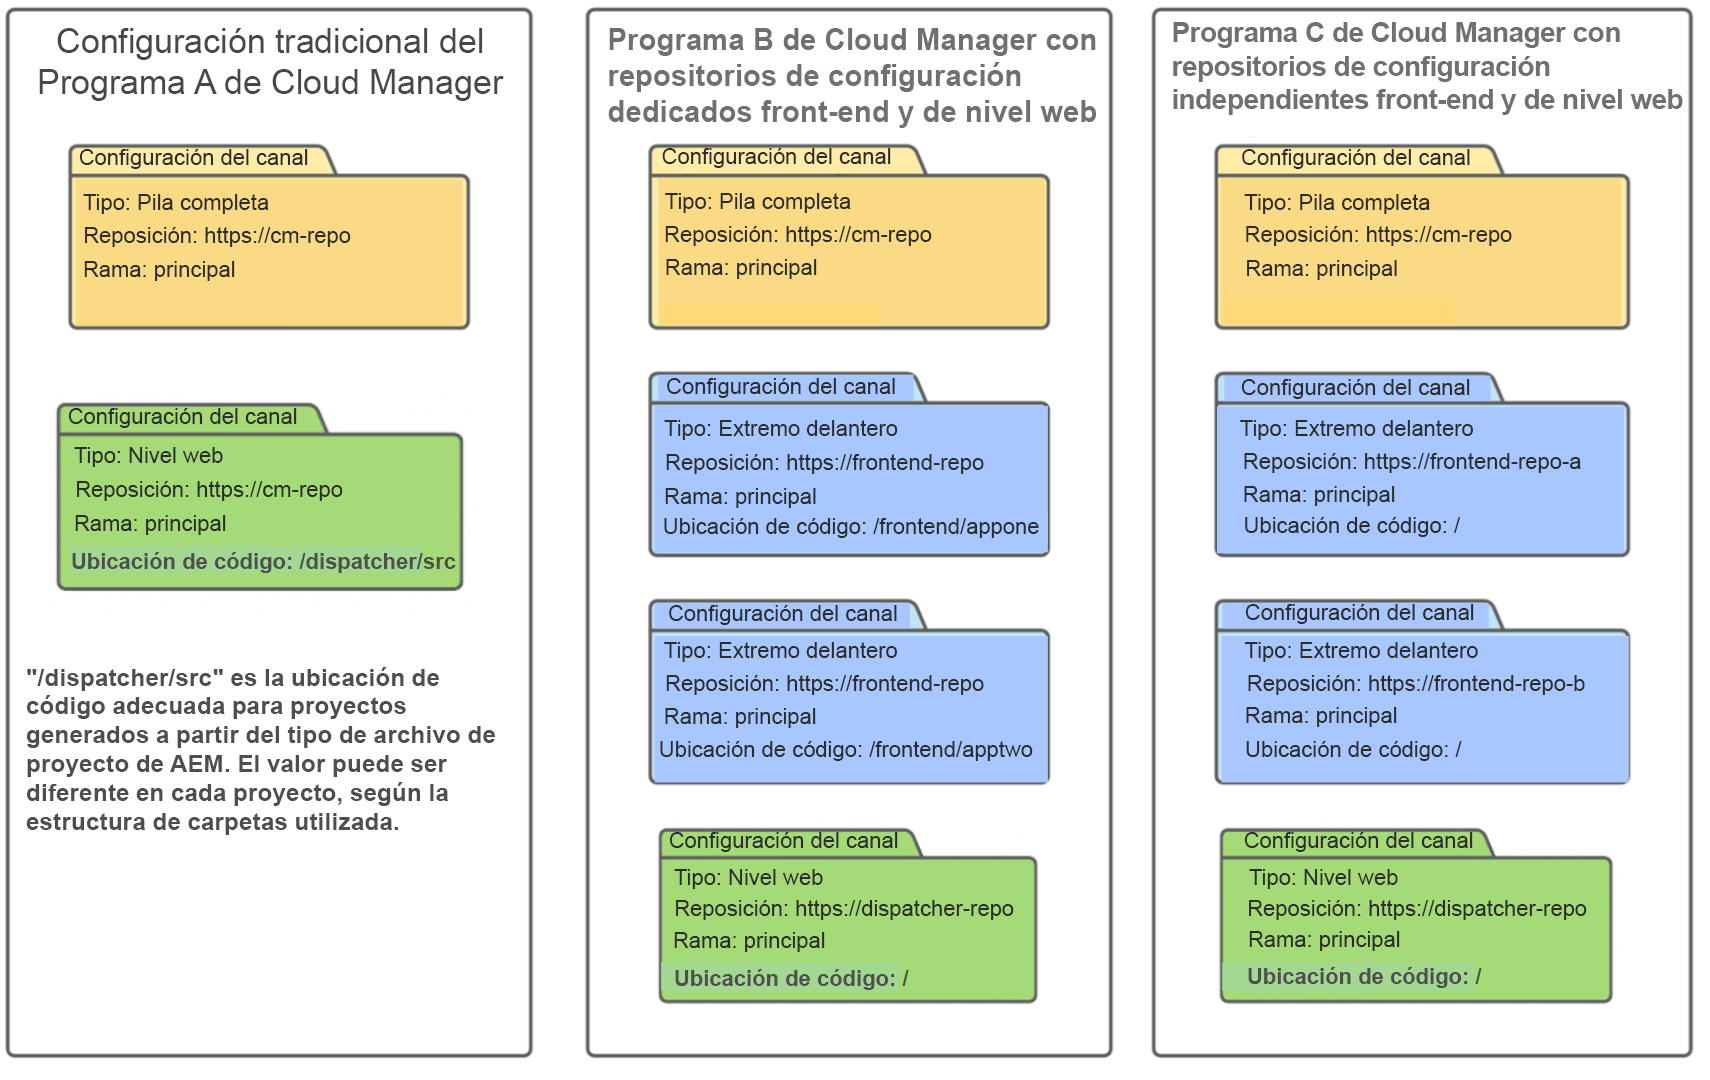 Configuración tradicional del
Programa A de Cloud Manager
Configuración del canal
Tipo: Pila completa
Reposición: https://cm-repo
Rama: principal
Configuración del canal
Tipo: Nivel web
Reposición: https://cm-repo
Rama: principal
Ubicación de código: /dispatcher/src
"/dispatcher/src" es la ubicación de
código adecuada para proyectos
generados a partir del tipo de archivo de
proyecto de AEM. El valor puede ser
diferente en cada proyecto, según la
estructura de carpetas utilizada.
Programa B de Cloud Manager con
repositorios de configuración
dedicados front-end y de nivel web
Configuración del canal
Tipo: Pila completa
Reposición: https://cm-repo
Rama: principal
Configuración del canal
Tipo: Extremo delantero
Reposición: https://frontend-repo
Rama: principal
Ubicación de código: /frontend/appone
Configuración del canal
Tipo: Extremo delantero
Reposición: https://frontend-repo
Rama: principal
Ubicación de código: /frontend/apptwo
Configuración del canal
Tipo: Nivel web
Reposición: https://dispatcher-repo
Rama: principal
Ubicación de código: /
Programa C de Cloud Manager con
repositorios de configuración
independientes front-end y de nivel web
Configuración del canal
Tipo: Pila completa
Reposición: https://cm-repo
Rama: principal
Configuración del canal
Tipo: Extremo delantero
Reposición: https://frontend-repo-a
Rama: principal
Ubicación de código: /
Configuración del canal
Tipo: Extremo delantero
Reposición: https://frontend-repo-b
Rama: principal
Ubicación de código: /
Configuración del canal
Tipo: Nivel web
Reposición: https://dispatcher-repo
Rama: principal
Ubicación de código: /